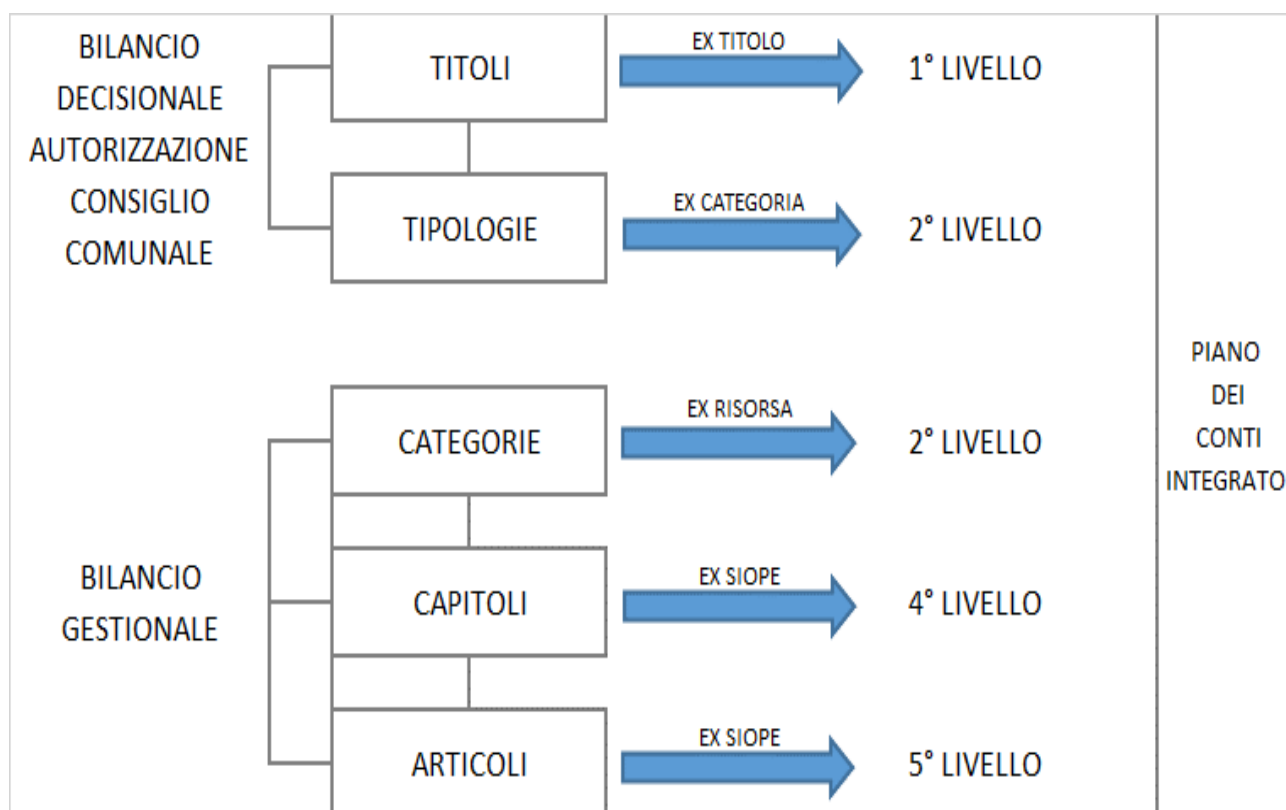 BILANCIO
DECISIONALE
AUTORIZZAZIONE
CONSIGLIO
COMUNALE
TITOLI
EX TITOLO
1° LIVELLO
TIPOLOGIE
EX CATEGORIA
2° LIVELLO
BILANCIO
GESTIONALE
CATEGORIE
EX RISORSA
2° LIVELLO
CAPITOLI
EX SIOPE
4° LIVELLO
ARTICOLI
EX SIOPE
5° LIVELLO
PIANO
DEI
CONTI
INTEGRATO